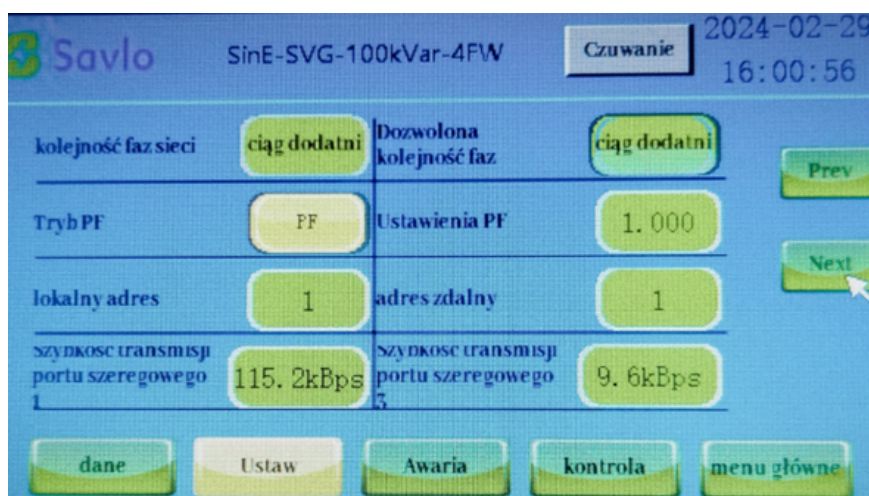 Savlo SinE-SVG-100kVar-4FW Czuwanie 2024-02-29
16:00:56
kolejność faz sieci ciąg dodatni Dozwolona
kolejność faz ciąg dodatni
Prev
Tryb PF PF Ustawienia PF 1.000
Next
lokalny adres 1 adres zdalny 1
szybkość transmisji
portu szeregowego
1 115.2kBps
szybkość transmisji
portu szeregowego
3 9.6kBps
dane Ustaw Awaria kontrola menu główne